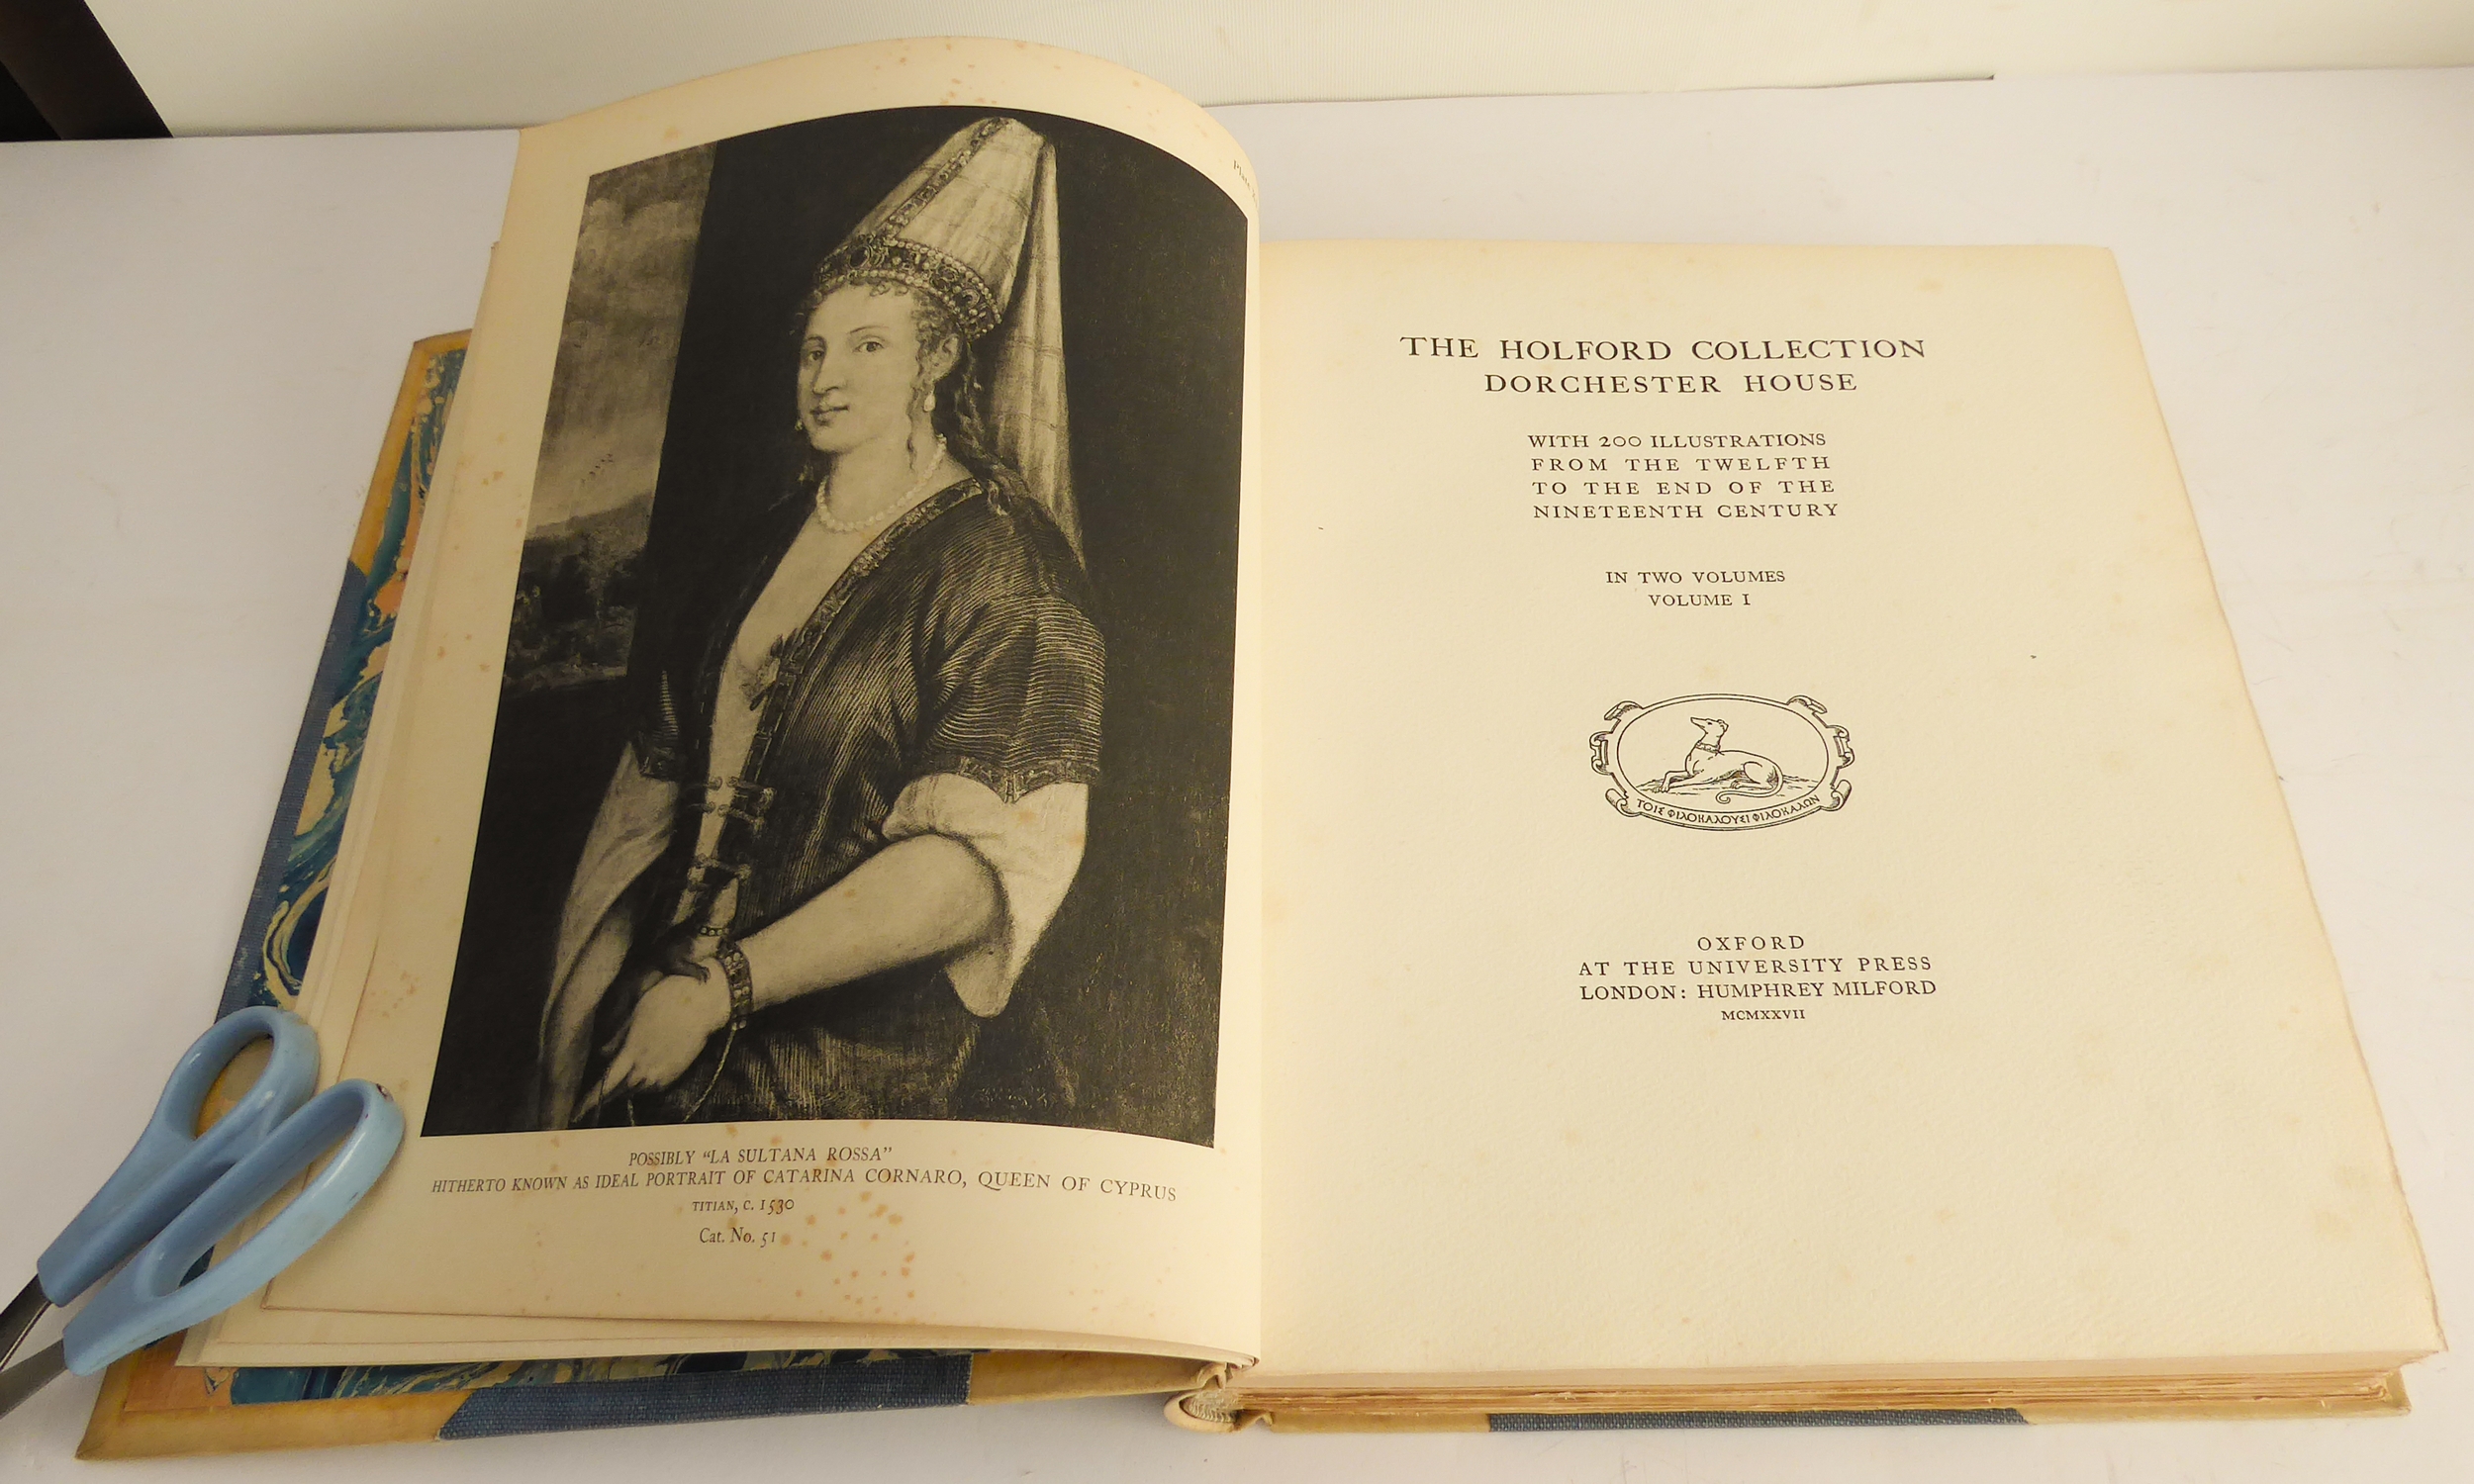 POSSIBLY “LA SULTANA ROSSA”
HITHERTO KNOWN AS IDEAL PORTRAIT OF CATARINA CORNARO, QUEEN OF CYPRUS
TITIAN, C. 1530
Cat. No. 51
THE HOLFORD COLLECTION
DORCHESTER HOUSE
WITH 200 ILLUSTRATIONS
FROM THE TWELFTH
TO THE END OF THE
NINETEENTH CENTURY
IN TWO VOLUMES
VOLUME I
ΤΟΙΣ ΦΙΛΟΚΑΛΟΥΣΙ ΦΙΛΟΚΑΛΩΝ
OXFORD
AT THE UNIVERSITY PRESS
LONDON: HUMPHREY MILFORD
MCMXXVII